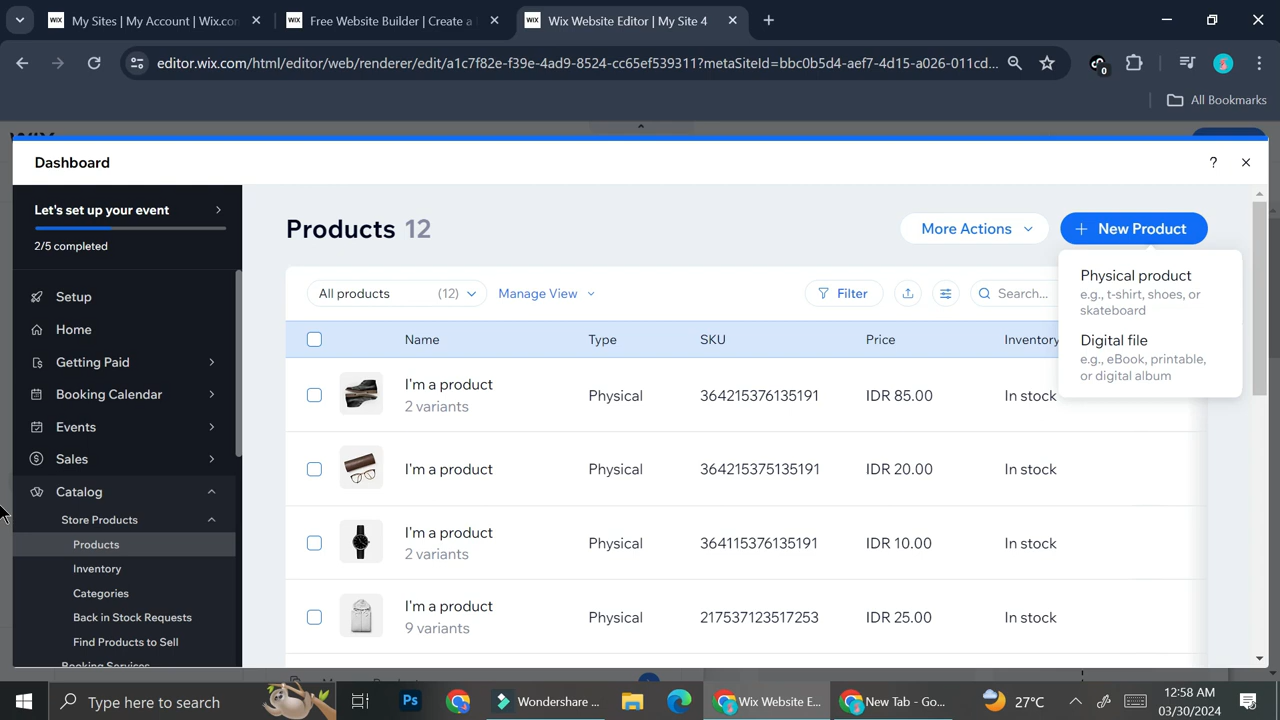 My Sites | My Account | Wix.con
Free Website Builder | Create a
Wix Website Editor | My Site 4
editor.wix.com/html/editor/web/renderer/edit/a1c7f82e-f39e-4ad9-8524-cc65ef539311?metaSiteId=bbc0b5d4-aef7-4d15-a026-011cd...
0
All Bookmarks
Dashboard
?
Let's set up your event
2/5 completed
Setup
Home
Getting Paid
Booking Calendar
Events
Sales
Catalog
Store Products
Products
Inventory
Categories
Back in Stock Requests
Find Products to Sell
Booking Services
Products 12
More Actions
+ New Product
Physical product
e.g., t-shirt, shoes, or
skateboard
Digital file
e.g., eBook, printable,
or digital album
All products (12)
Manage View
Filter
Search...
Name Type SKU Price Inventory
I'm a product
2 variants
Physical 364215376135191 IDR 85.00 In stock
I'm a product Physical 364215375135191 IDR 20.00 In stock
I'm a product
2 variants
Physical 364115376135191 IDR 10.00 In stock
I'm a product
9 variants
Physical 217537123517253 IDR 25.00 In stock
Type here to search
Ps
Wondershare ...
Wix Website E...
New Tab - Go...
27°C
12:58 AM
03/30/2024